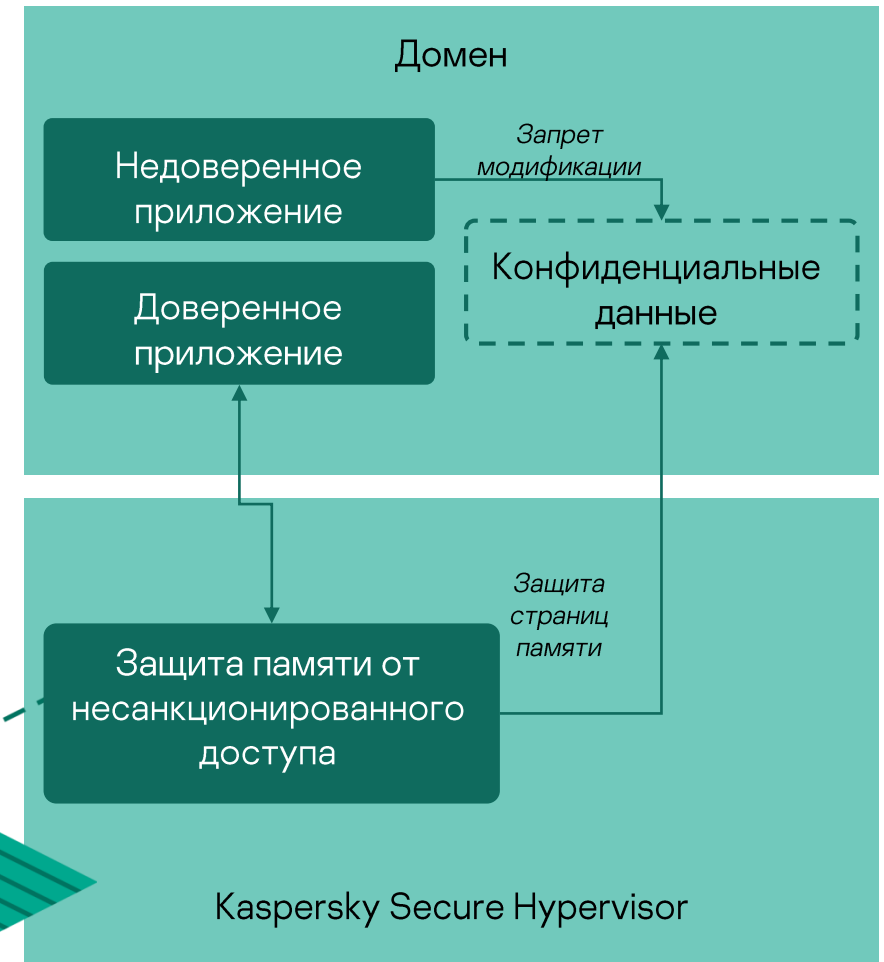 Домен
Недоверенное
приложение
Запрет
модификации
Конфиденциальные
данные
Доверенное
приложение
Защита
страниц
памяти
Защита памяти от
несанкционированного
доступа
Kaspersky Secure Hypervisor